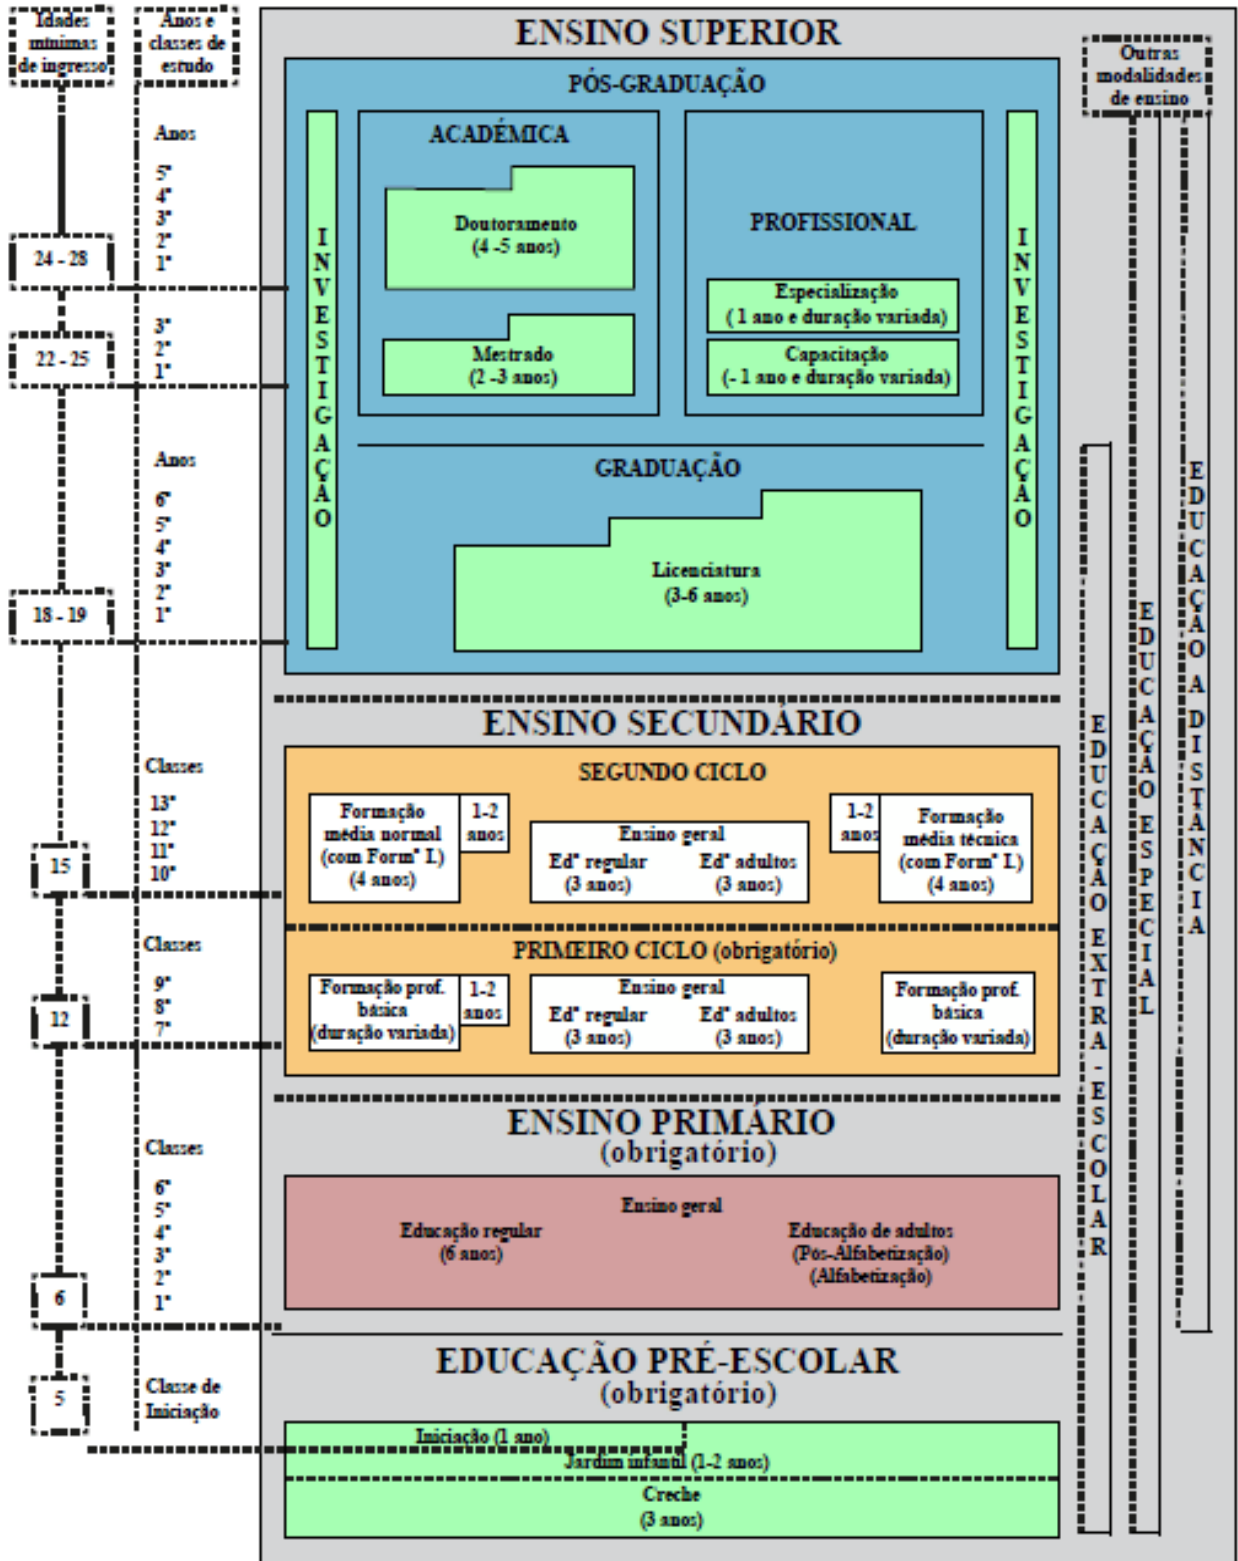 Idades
mínimas
de ingresso
Anos e
classes de
estudo
ENSINO SUPERIOR
Outras
modalidades
de ensino
PÓS-GRADUAÇÃO
Anos
5º
4º
3º
2º
1º
24 - 28
3º
2º
1º
22 - 25
INVESTIGAÇÃO
ACADÉMICA
Doutoramento
(4 -5 anos)
Mestrado
(2 -3 anos)
PROFISSIONAL
Especialização
( 1 ano e duração variada)
Capacitação
(- 1 ano e duração variada)
INVESTIGAÇÃO
GRADUAÇÃO
Anos
6º
5º
4º
3º
2º
1º
18 - 19
Licenciatura
(3-6 anos)
ENSINO SECUNDÁRIO
SEGUNDO CICLO
Classes
13ª
12ª
11ª
10ª
15
Formação
média normal
(com Formº I.)
(4 anos)
1-2
anos
Ensino geral
Edº regular
(3 anos)
Edº adultos
(3 anos)
1-2
anos
Formação
média técnica
(com Formº I.)
(4 anos)
PRIMEIRO CICLO (obrigatório)
Classes
9ª
8ª
7ª
12
Formação prof.
básica
(duração variada)
1-2
anos
Ensino geral
Edº regular
(3 anos)
Edº adultos
(3 anos)
Formação prof.
básica
(duração variada)
ENSINO PRIMÁRIO
(obrigatório)
Classes
6ª
5ª
4ª
3ª
2ª
1ª
6
Ensino geral
Educação regular
(6 anos)
Educação de adultos
(Pós-Alfabetização)
(Alfabetização)
EDUCAÇÃO PRÉ-ESCOLAR
(obrigatório)
5
Classe de
Iniciação
Iniciação (1 ano)
Jardim infantil (1-2 anos)
Creche
(3 anos)
EDUCAÇÃO EXTRA-ESCOLAR
EDUCAÇÃO ESPECIAL
EDUCAÇÃO A DISTÂNCIA